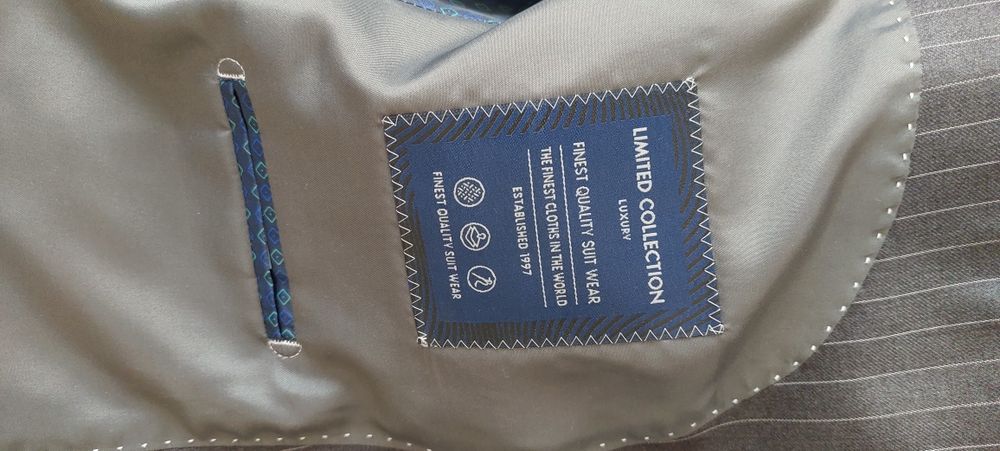 LIMITED COLLECTION
LUXURY
FINEST QUALITY SUIT WEAR
THE FINEST CLOTHS IN THE WORLD
ESTABLISHED 1997
FINEST QUALITY SUIT WEAR